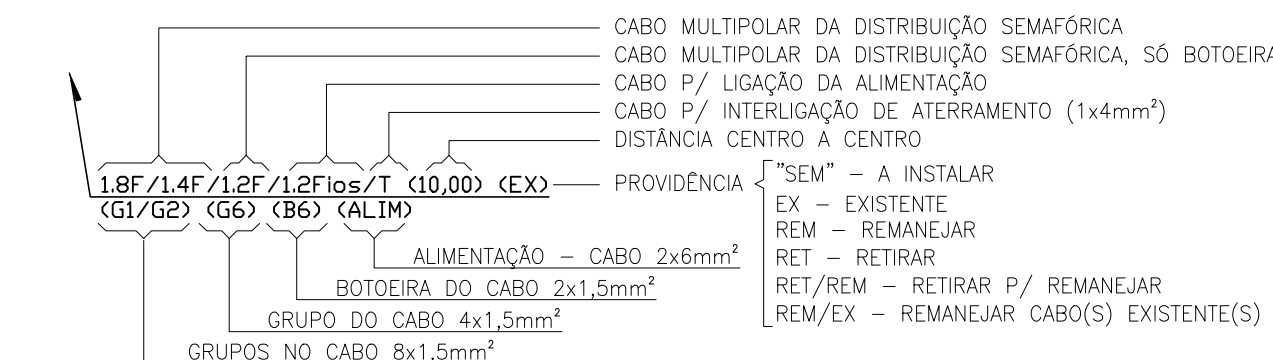 CABO MULTIPOLAR DA DISTRIBUIÇÃO SEMAFÓRICA
CABO MULTIPOLAR DA DISTRIBUIÇÃO SEMAFÓRICA, SÓ BOTOEIRA
CABO P/ LIGAÇÃO DA ALIMENTAÇÃO
CABO P/ INTERLIGAÇÃO DE ATERRAMENTO (1x4mm²)
DISTÂNCIA CENTRO A CENTRO
1.8F/1.4F/1.2F/1.2Fios/T (10,00) (EX)
(G1/G2) (G6) (B6) (ALIM)
PROVIDÊNCIA
"SEM" – A INSTALAR
EX – EXISTENTE
REM – REMANEJAR
RET – RETIRAR
RET/REM – RETIRAR P/ REMANEJAR
REM/EX – REMANEJAR CABO(S) EXISTENTE(S)
ALIMENTAÇÃO – CABO 2x6mm²
BOTOEIRA DO CABO 2x1,5mm²
GRUPO DO CABO 4x1,5mm²
GRUPOS NO CABO 8x1,5mm²